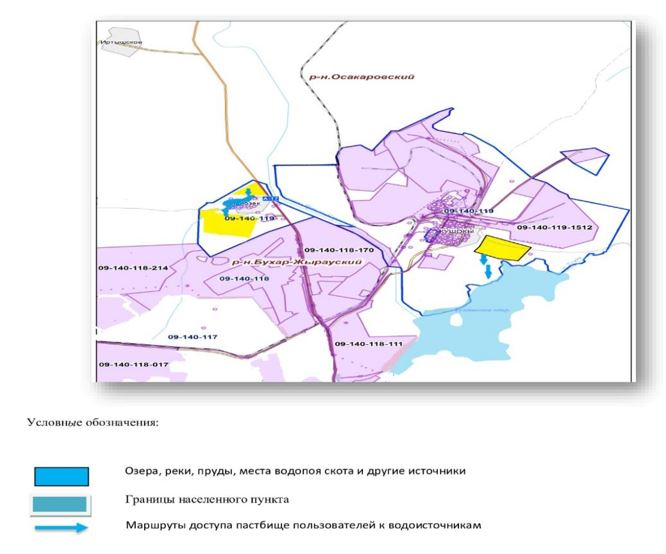 Иртышское
р-н.Осакаровский
09-140-119
А-17
09-140-119
09-140-119-1512
09-140-118-170
р-н.Бухар-Жырауский
09-140-118-214
09-140-118
09-140-117
09-140-118-111
09-140-118-017
Условные обозначения:
Озера, реки, пруды, места водопоя скота и другие источники
Границы населенного пункта
Маршруты доступа пастбище пользователей к водоисточникам